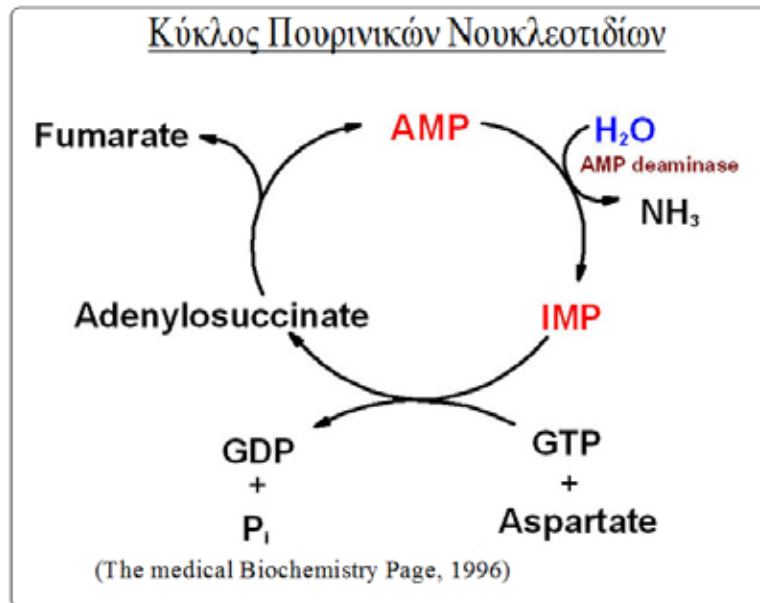 Κύκλος Πουρινικών Νουκλεοτιδίων
Fumarate
AMP
H₂O
AMP deaminase
NH₃
Adenylosuccinate
IMP
GDP
+
Pᵢ
GTP
+
Aspartate
(The medical Biochemistry Page, 1996)